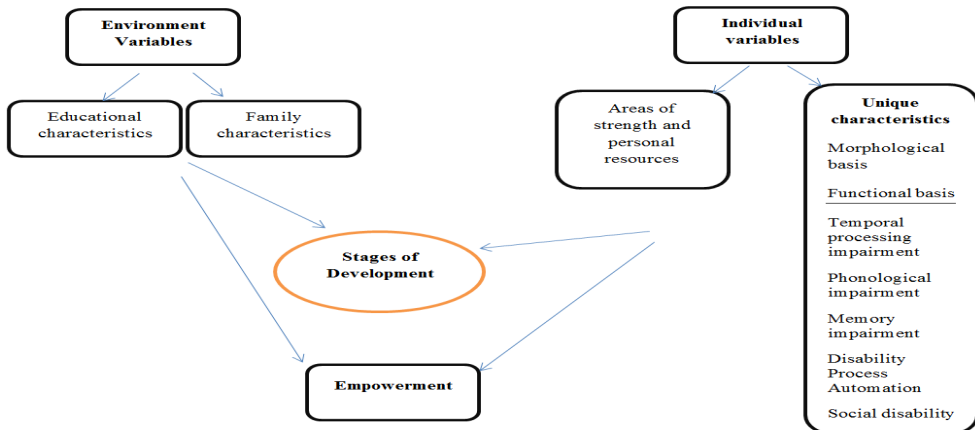 Environment
Variables
Individual
variables
Educational
characteristics
Family
characteristics
Areas of
strength and
personal
resources
Unique
characteristics
Morphological
basis
Functional basis
Temporal
processing
impairment
Phonological
impairment
Memory
impairment
Disability
Process
Automation
Social disability
Stages of
Development
Empowerment